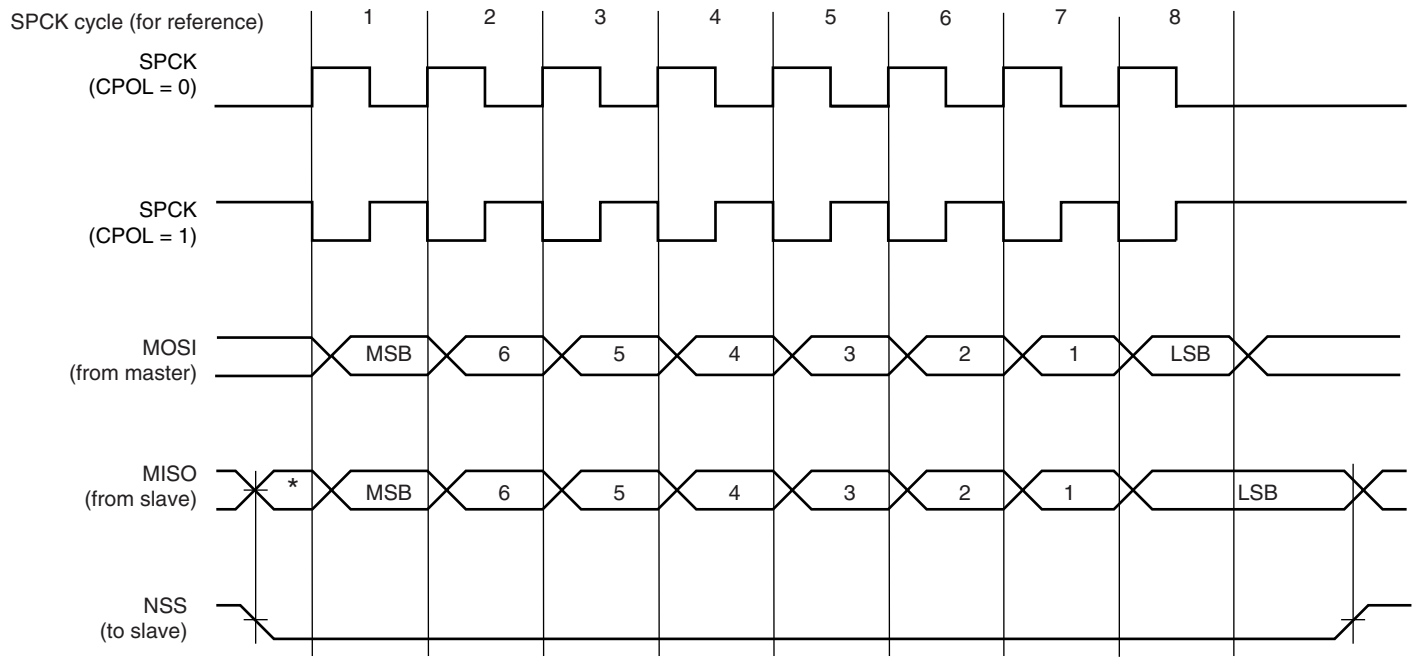 SPCK cycle (for reference)
1 2 3 4 5 6 7 8
SPCK
(CPOL = 0)
SPCK
(CPOL = 1)
MOSI
(from master)
MSB 6 5 4 3 2 1 LSB
MISO
(from slave)
* MSB 6 5 4 3 2 1 LSB
NSS
(to slave)